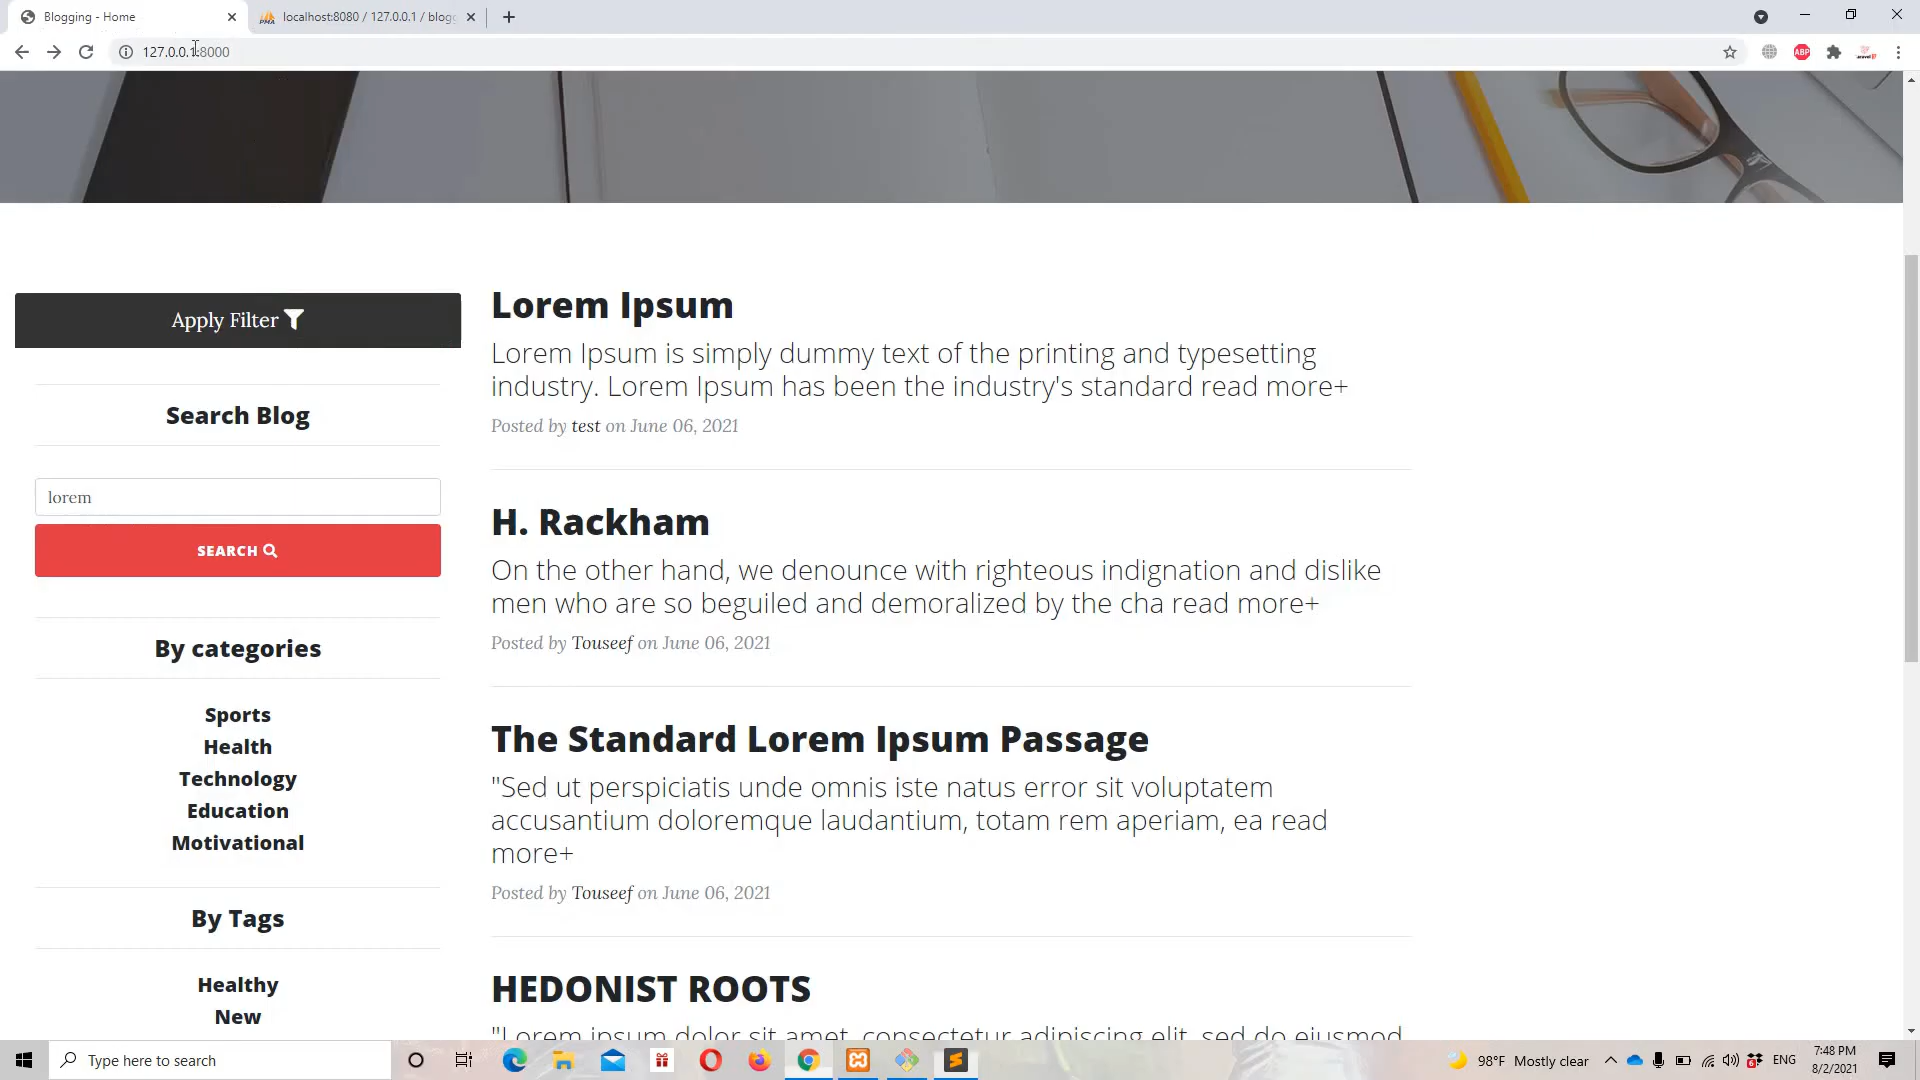 Blogging - Home
localhost:8080 / 127.0.0.1 / blogg
127.0.0.1:8000
ABP
Apply Filter
Search Blog
lorem
SEARCH
By categories
Sports
Health
Technology
Education
Motivational
By Tags
Healthy
New
Lorem Ipsum
Lorem Ipsum is simply dummy text of the printing and typesetting
industry. Lorem Ipsum has been the industry's standard read more+
Posted by test on June 06, 2021
H. Rackham
On the other hand, we denounce with righteous indignation and dislike
men who are so beguiled and demoralized by the cha read more+
Posted by Touseef on June 06, 2021
The Standard Lorem Ipsum Passage
"Sed ut perspiciatis unde omnis iste natus error sit voluptatem
accusantium doloremque laudantium, totam rem aperiam, ea read
more+
Posted by Touseef on June 06, 2021
HEDONIST ROOTS
"Lorem ipsum dolor sit amet, consectetur adipiscing elit, sed do eiusmod
Type here to search
98°F Mostly clear
ENG
7:48 PM
8/2/2021